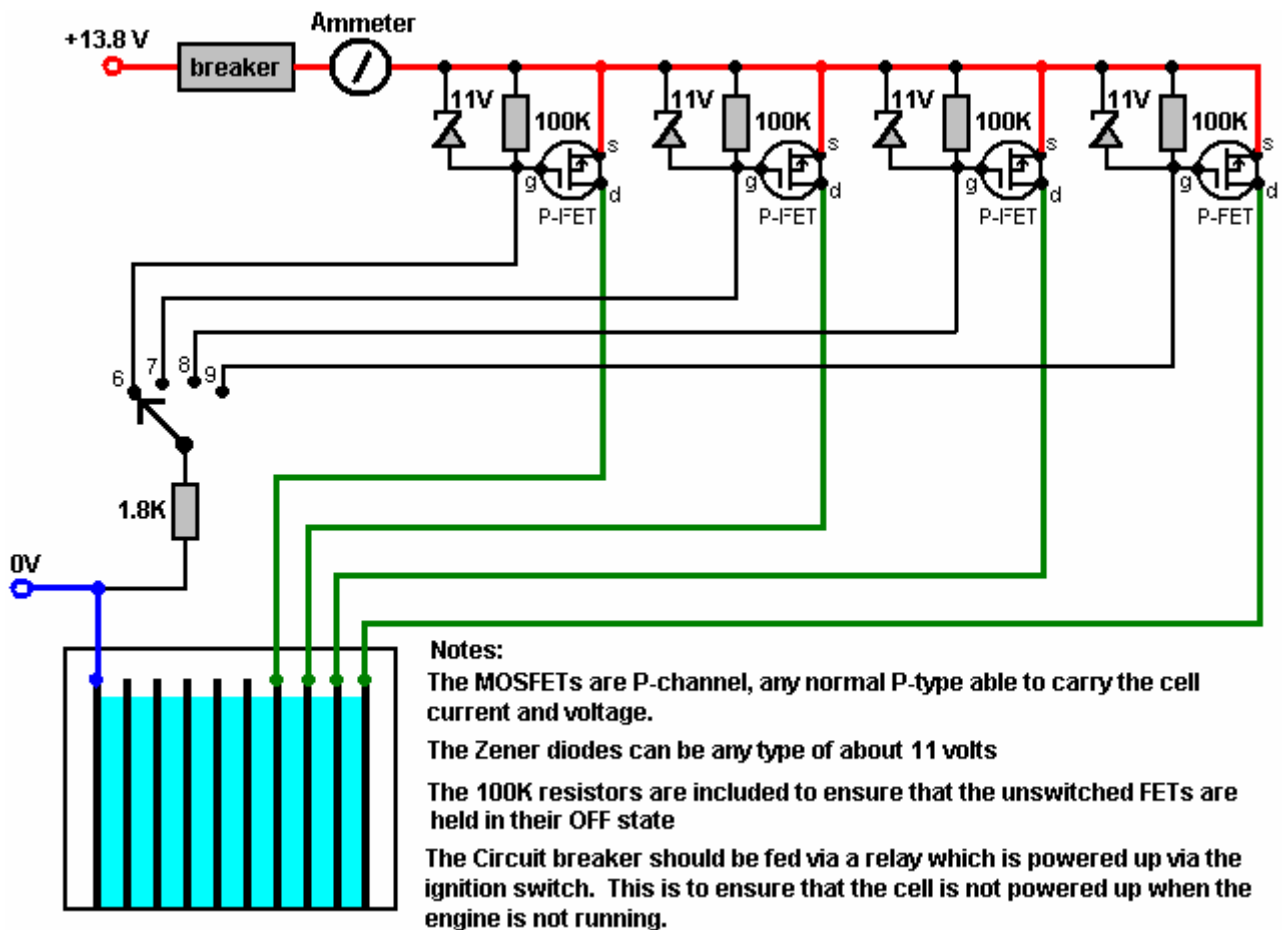 Ammeter
+13.8 V
breaker
11V
100K
s
g
d
P-IFET
11V
100K
s
g
d
P-IFET
11V
100K
s
g
d
P-IFET
11V
100K
s
g
d
P-FET
6
7
8
9
1.8K
0V
Notes:
The MOSFETs are P-channel, any normal P-type able to carry the cell
current and voltage.
The Zener diodes can be any type of about 11 volts
The 100K resistors are included to ensure that the unswitched FETs are
held in their OFF state
The Circuit breaker should be fed via a relay which is powered up via the
ignition switch. This is to ensure that the cell is not powered up when the
engine is not running.